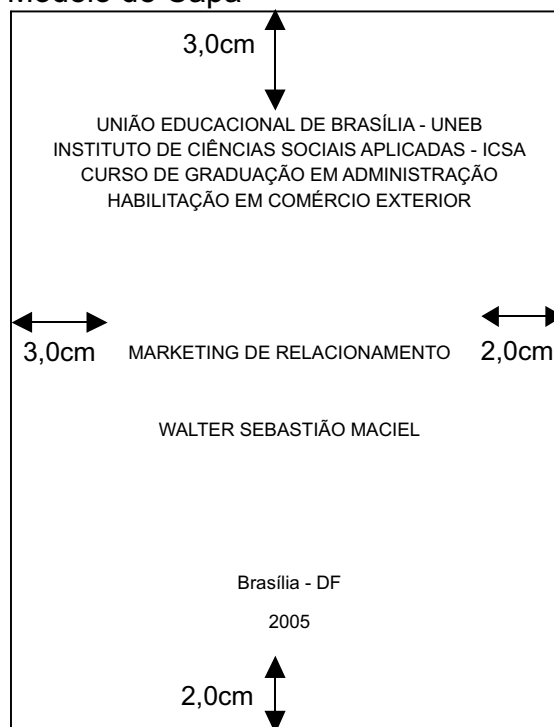 Modelo de Capa
3,0cm
UNIÃO EDUCACIONAL DE BRASÍLIA - UNEB
INSTITUTO DE CIÊNCIAS SOCIAIS APLICADAS - ICSA
CURSO DE GRADUAÇÃO EM ADMINISTRAÇÃO
HABILITAÇÃO EM COMÉRCIO EXTERIOR
3,0cm MARKETING DE RELACIONAMENTO 2,0cm
WALTER SEBASTIÃO MACIEL
Brasília - DF
2005
2,0cm